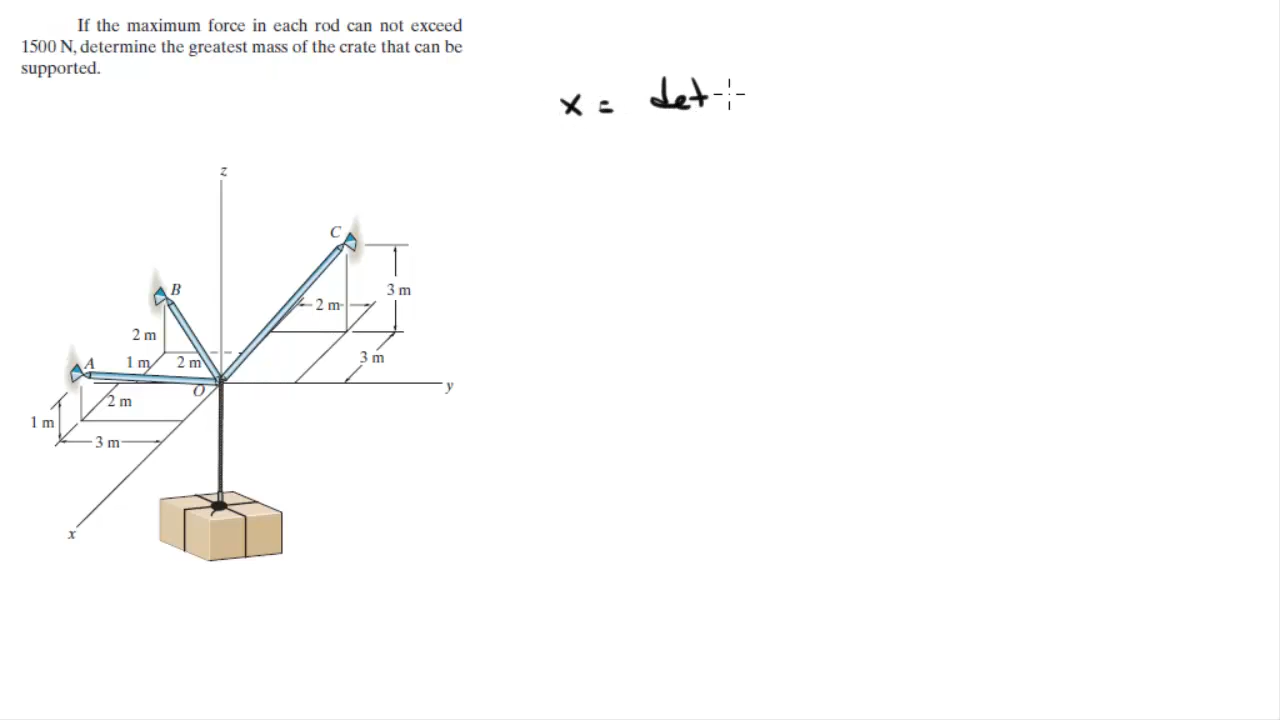 If the maximum force in each rod can not exceed
1500 N, determine the greatest mass of the crate that can be
supported.
x = det
z
C
B
3 m
2 m
2 m
A
1 m
2 m
3 m
O
y
2 m
1 m
3 m
x